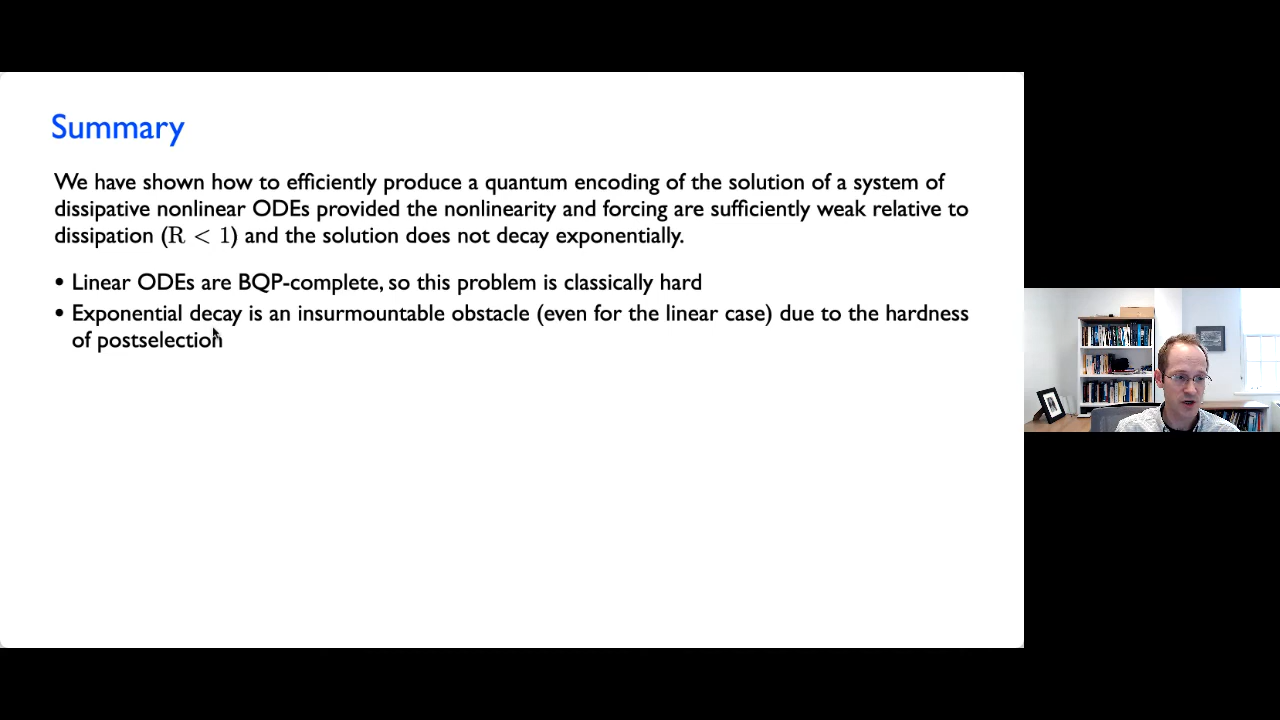 Summary
We have shown how to efficiently produce a quantum encoding of the solution of a system of
dissipative nonlinear ODEs provided the nonlinearity and forcing are sufficiently weak relative to
dissipation (R < 1) and the solution does not decay exponentially.
• Linear ODEs are BQP-complete, so this problem is classically hard
• Exponential decay is an insurmountable obstacle (even for the linear case) due to the hardness
of postselection